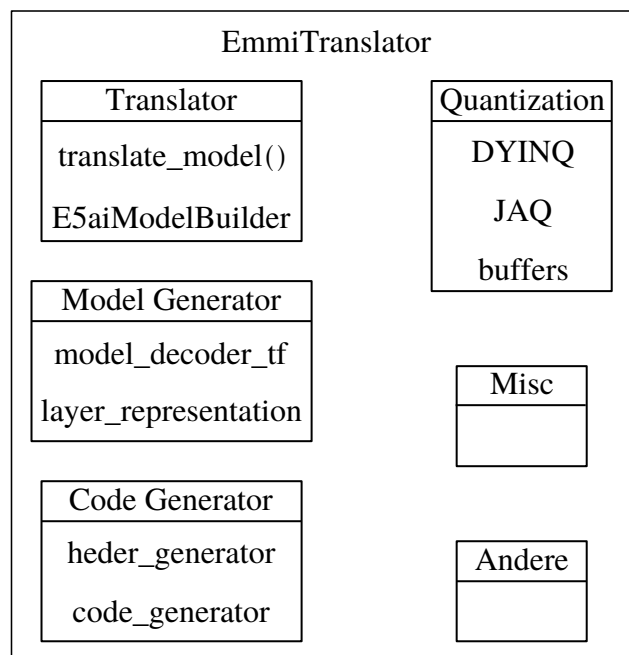 EmmiTranslator
Translator
translate_model()
E5aiModelBuilder
Model Generator
model_decoder_tf
layer_representation
Code Generator
heder_generator
code_generator
Quantization
DYINQ
JAQ
buffers
Misc
Andere